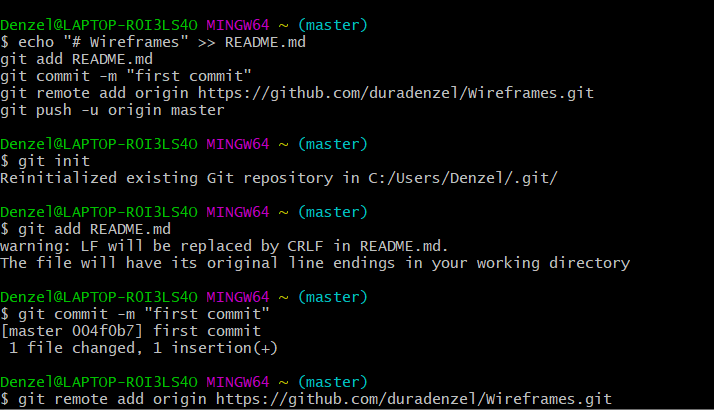 Denzel@LAPTOP-R0I3LS4O MINGW64 ~ (master)
$ echo "# Wireframes" >> README.md
git add README.md
git commit -m "first commit"
git remote add origin https://github.com/duradenzel/Wireframes.git
git push -u origin master
Denzel@LAPTOP-R0I3LS4O MINGW64 ~ (master)
$ git init
Reinitialized existing Git repository in C:/Users/Denzel/.git/
Denzel@LAPTOP-R0I3LS4O MINGW64 ~ (master)
$ git add README.md
warning: LF will be replaced by CRLF in README.md.
The file will have its original line endings in your working directory
Denzel@LAPTOP-R0I3LS4O MINGW64 ~ (master)
$ git commit -m "first commit"
[master 004f0b7] first commit
 1 file changed, 1 insertion(+)
Denzel@LAPTOP-R0I3LS4O MINGW64 ~ (master)
$ git remote add origin https://github.com/duradenzel/Wireframes.git